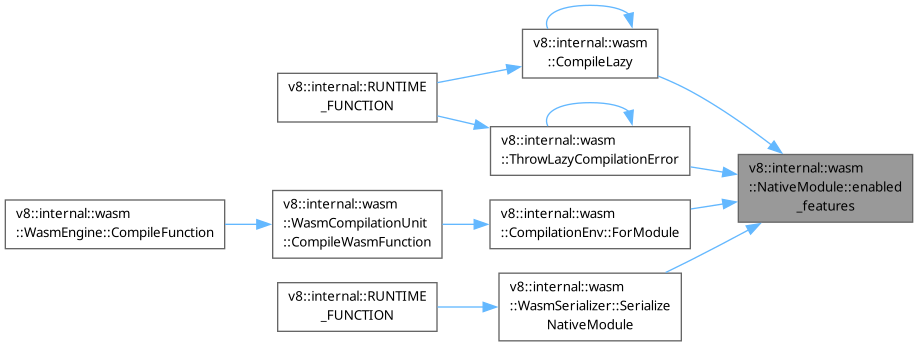 v8::internal::wasm
::CompileLazy
v8::internal::RUNTIME
_FUNCTION
v8::internal::wasm
::ThrowLazyCompilationError
v8::internal::wasm
::NativeModule::enabled
_features
v8::internal::wasm
::WasmEngine::CompileFunction
v8::internal::wasm
::WasmCompilationUnit
::CompileWasmFunction
v8::internal::wasm
::CompilationEnv::ForModule
v8::internal::RUNTIME
_FUNCTION
v8::internal::wasm
::WasmSerializer::Serialize
NativeModule